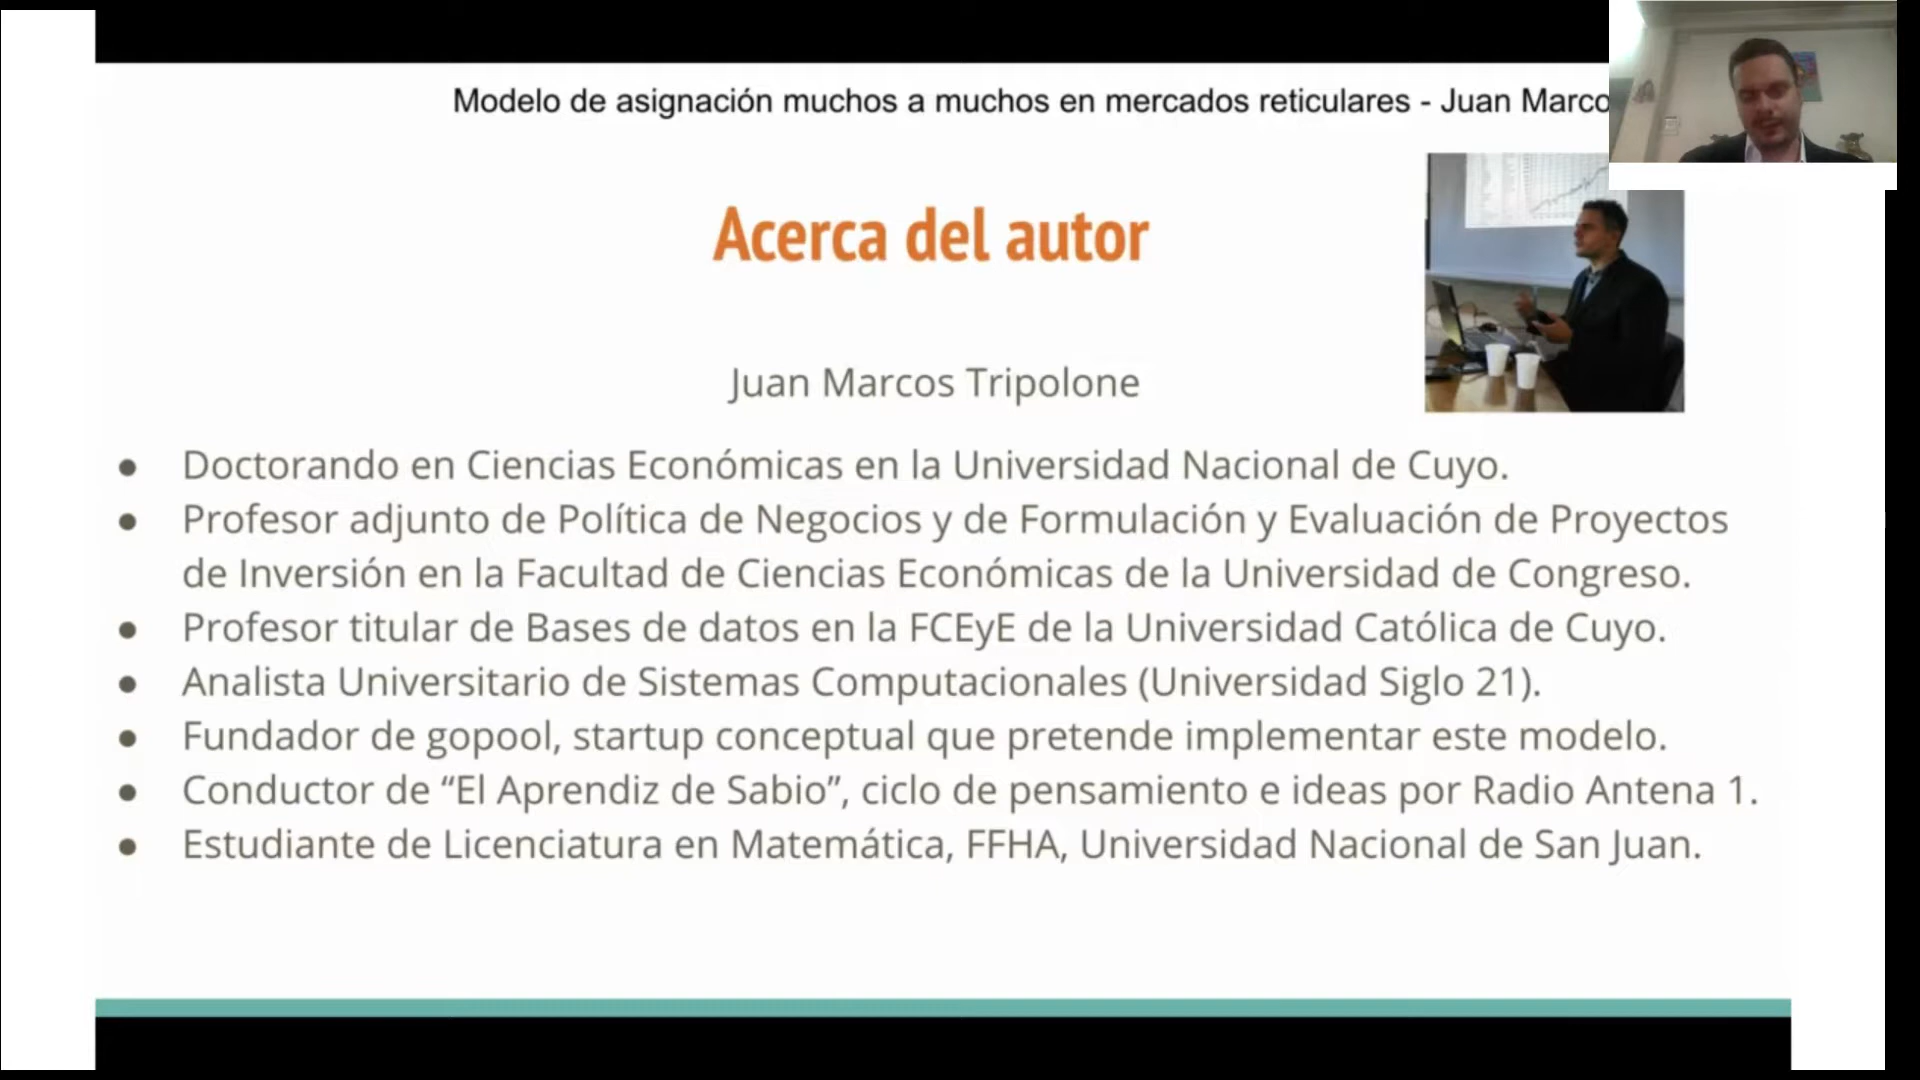 Modelo de asignación muchos a muchos en mercados reticulares - Juan Marco
Acerca del autor
Juan Marcos Tripolone
● Doctorando en Ciencias Económicas en la Universidad Nacional de Cuyo.
● Profesor adjunto de Política de Negocios y de Formulación y Evaluación de Proyectos
de Inversión en la Facultad de Ciencias Económicas de la Universidad de Congreso.
● Profesor titular de Bases de datos en la FCEyE de la Universidad Católica de Cuyo.
● Analista Universitario de Sistemas Computacionales (Universidad Siglo 21).
● Fundador de gopool, startup conceptual que pretende implementar este modelo.
● Conductor de “El Aprendiz de Sabio”, ciclo de pensamiento e ideas por Radio Antena 1.
● Estudiante de Licenciatura en Matemática, FFHA, Universidad Nacional de San Juan.